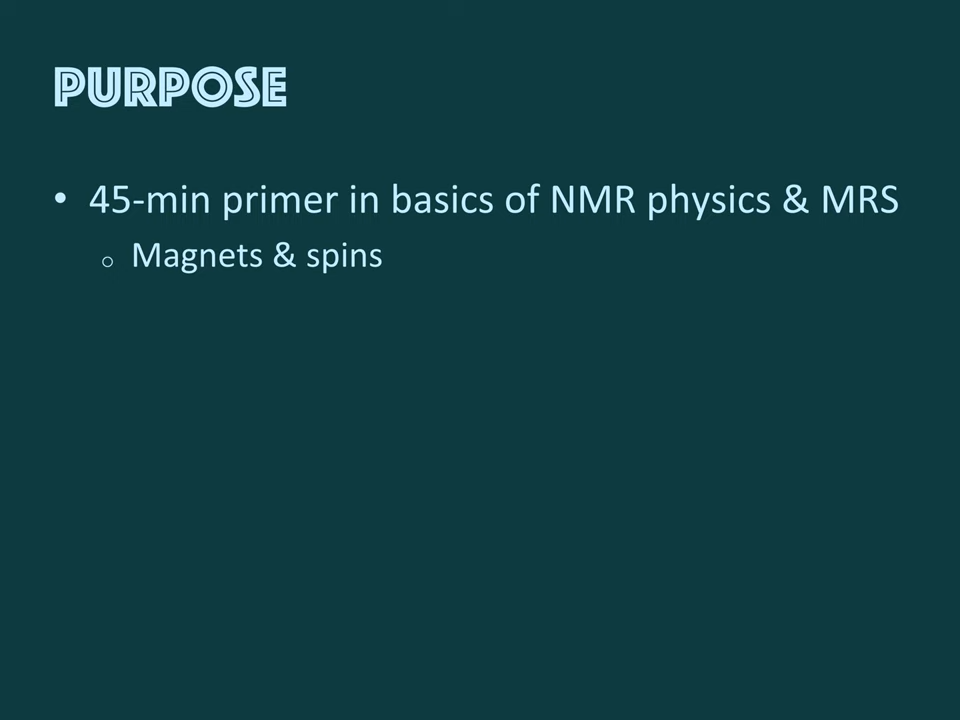 PURPOSE
• 45-min primer in basics of NMR physics & MRS
o Magnets & spins